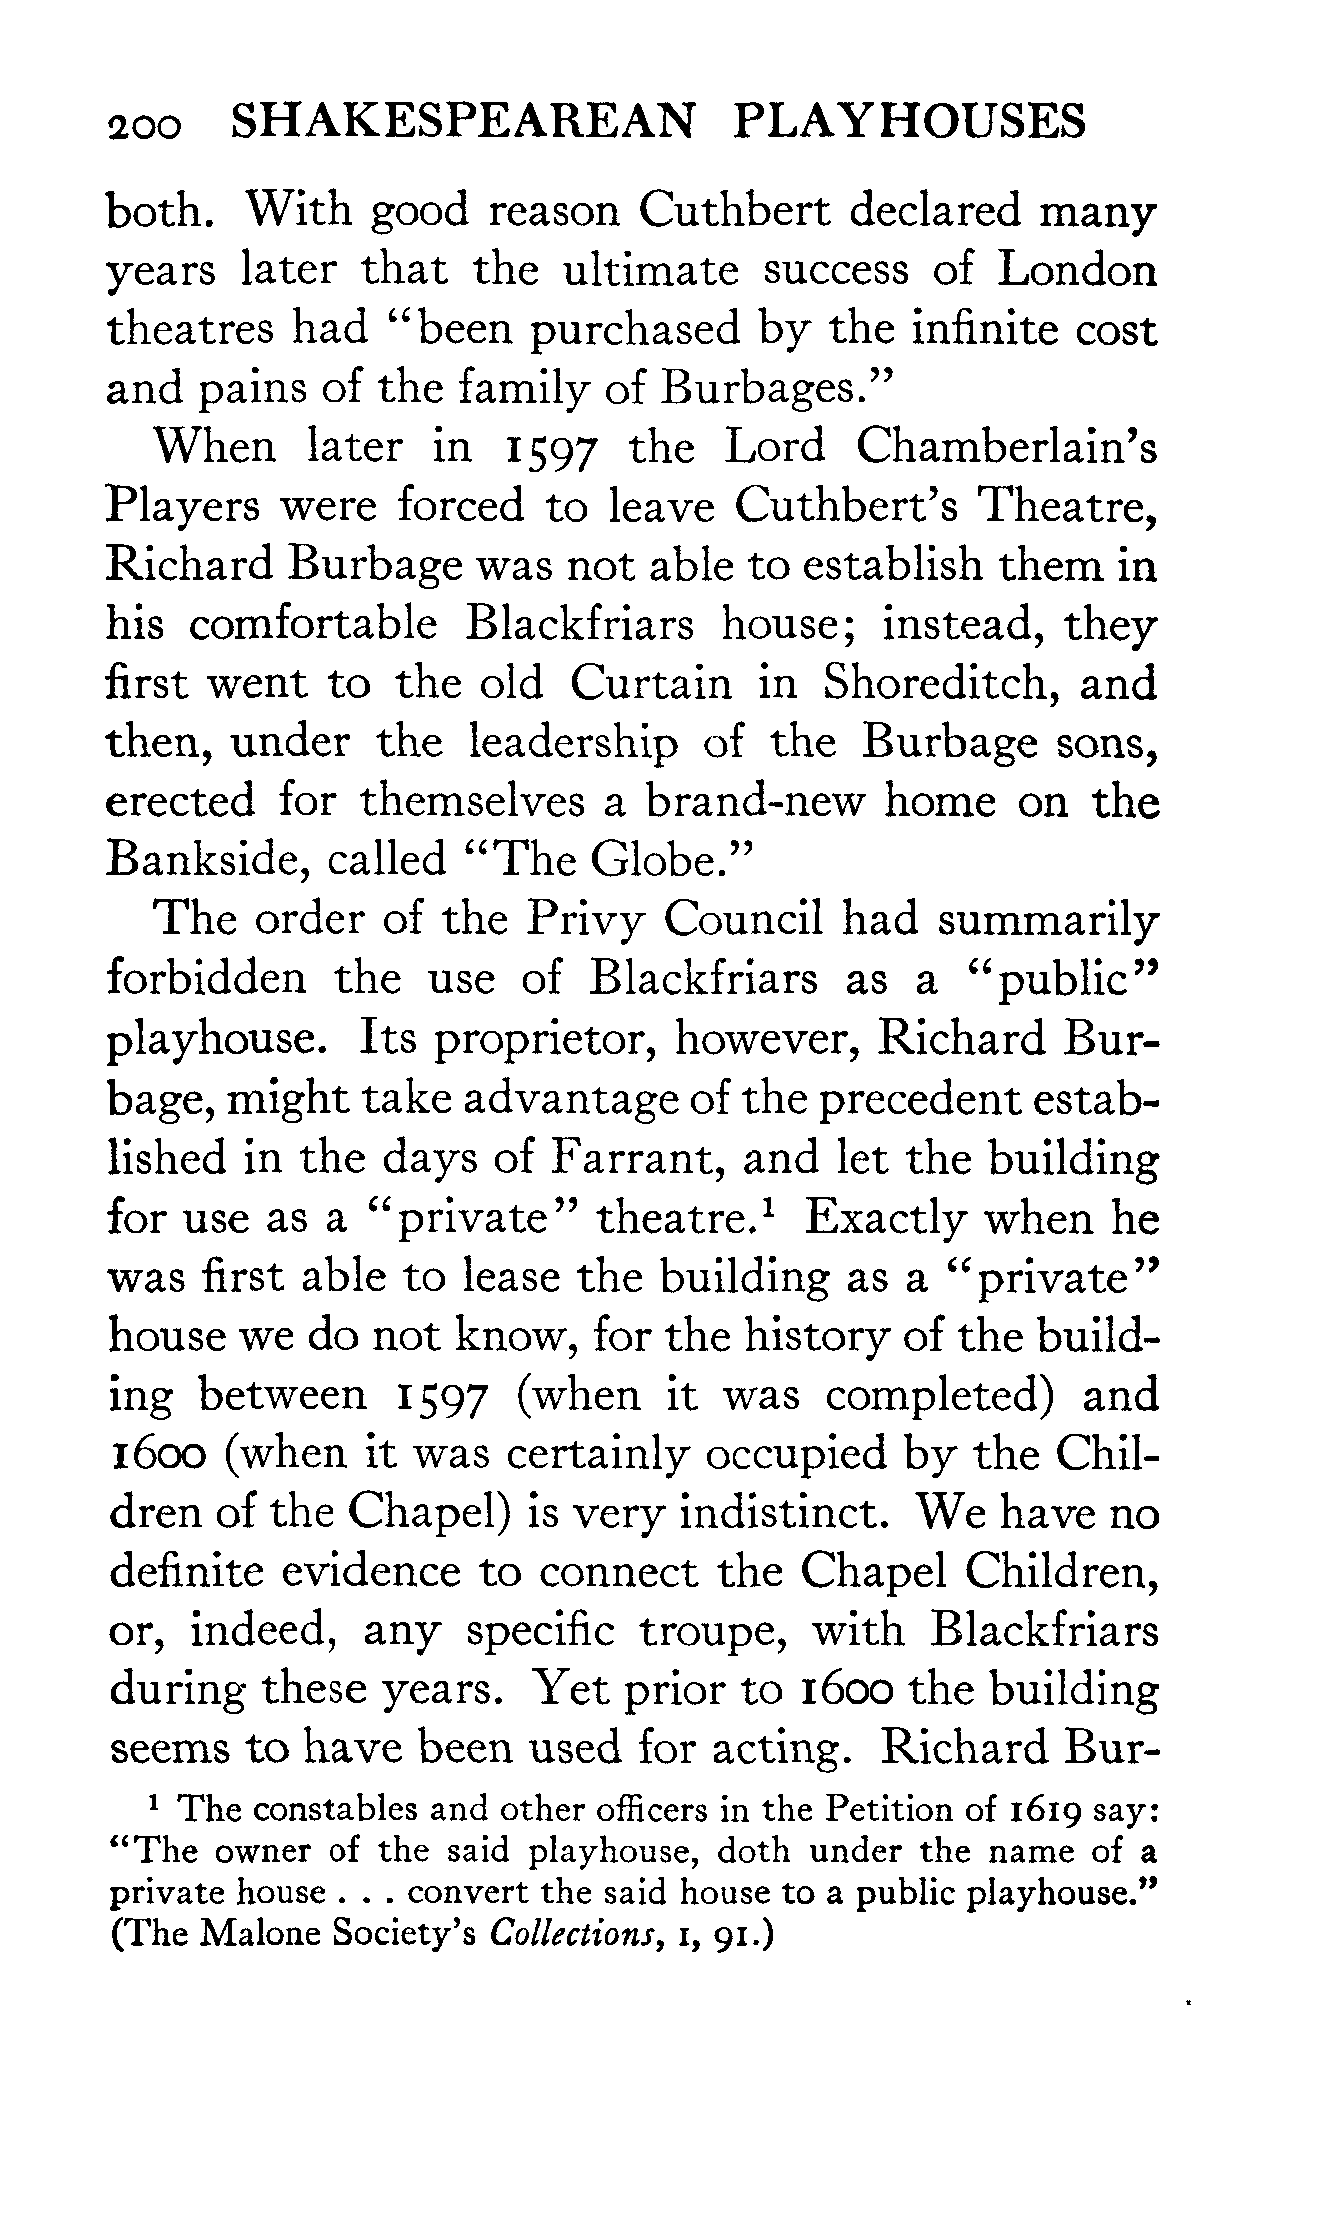 200 SHAKESPEAREAN PLAYHOUSES
both. With good reason Cuthbert declared many
years later that the ultimate success of London
theatres had “been purchased by the infinite cost
and pains of the family of Burbages.”
When later in 1597 the Lord Chamberlain’s
Players were forced to leave Cuthbert’s Theatre,
Richard Burbage was not able to establish them in
his comfortable Blackfriars house; instead, they
first went to the old Curtain in Shoreditch, and
then, under the leadership of the Burbage sons,
erected for themselves a brand-new home on the
Bankside, called “The Globe.”
The order of the Privy Council had summarily
forbidden the use of Blackfriars as a “public”
playhouse. Its proprietor, however, Richard Bur-
bage, might take advantage of the precedent estab-
lished in the days of Farrant, and let the building
for use as a “private” theatre.¹ Exactly when he
was first able to lease the building as a “private”
house we do not know, for the history of the build-
ing between 1597 (when it was completed) and
1600 (when it was certainly occupied by the Chil-
dren of the Chapel) is very indistinct. We have no
definite evidence to connect the Chapel Children,
or, indeed, any specific troupe, with Blackfriars
during these years. Yet prior to 1600 the building
seems to have been used for acting. Richard Bur-
¹ The constables and other officers in the Petition of 1619 say:
“The owner of the said playhouse, doth under the name of a
private house . . . convert the said house to a public playhouse.”
(The Malone Society’s Collections, I, 91.)